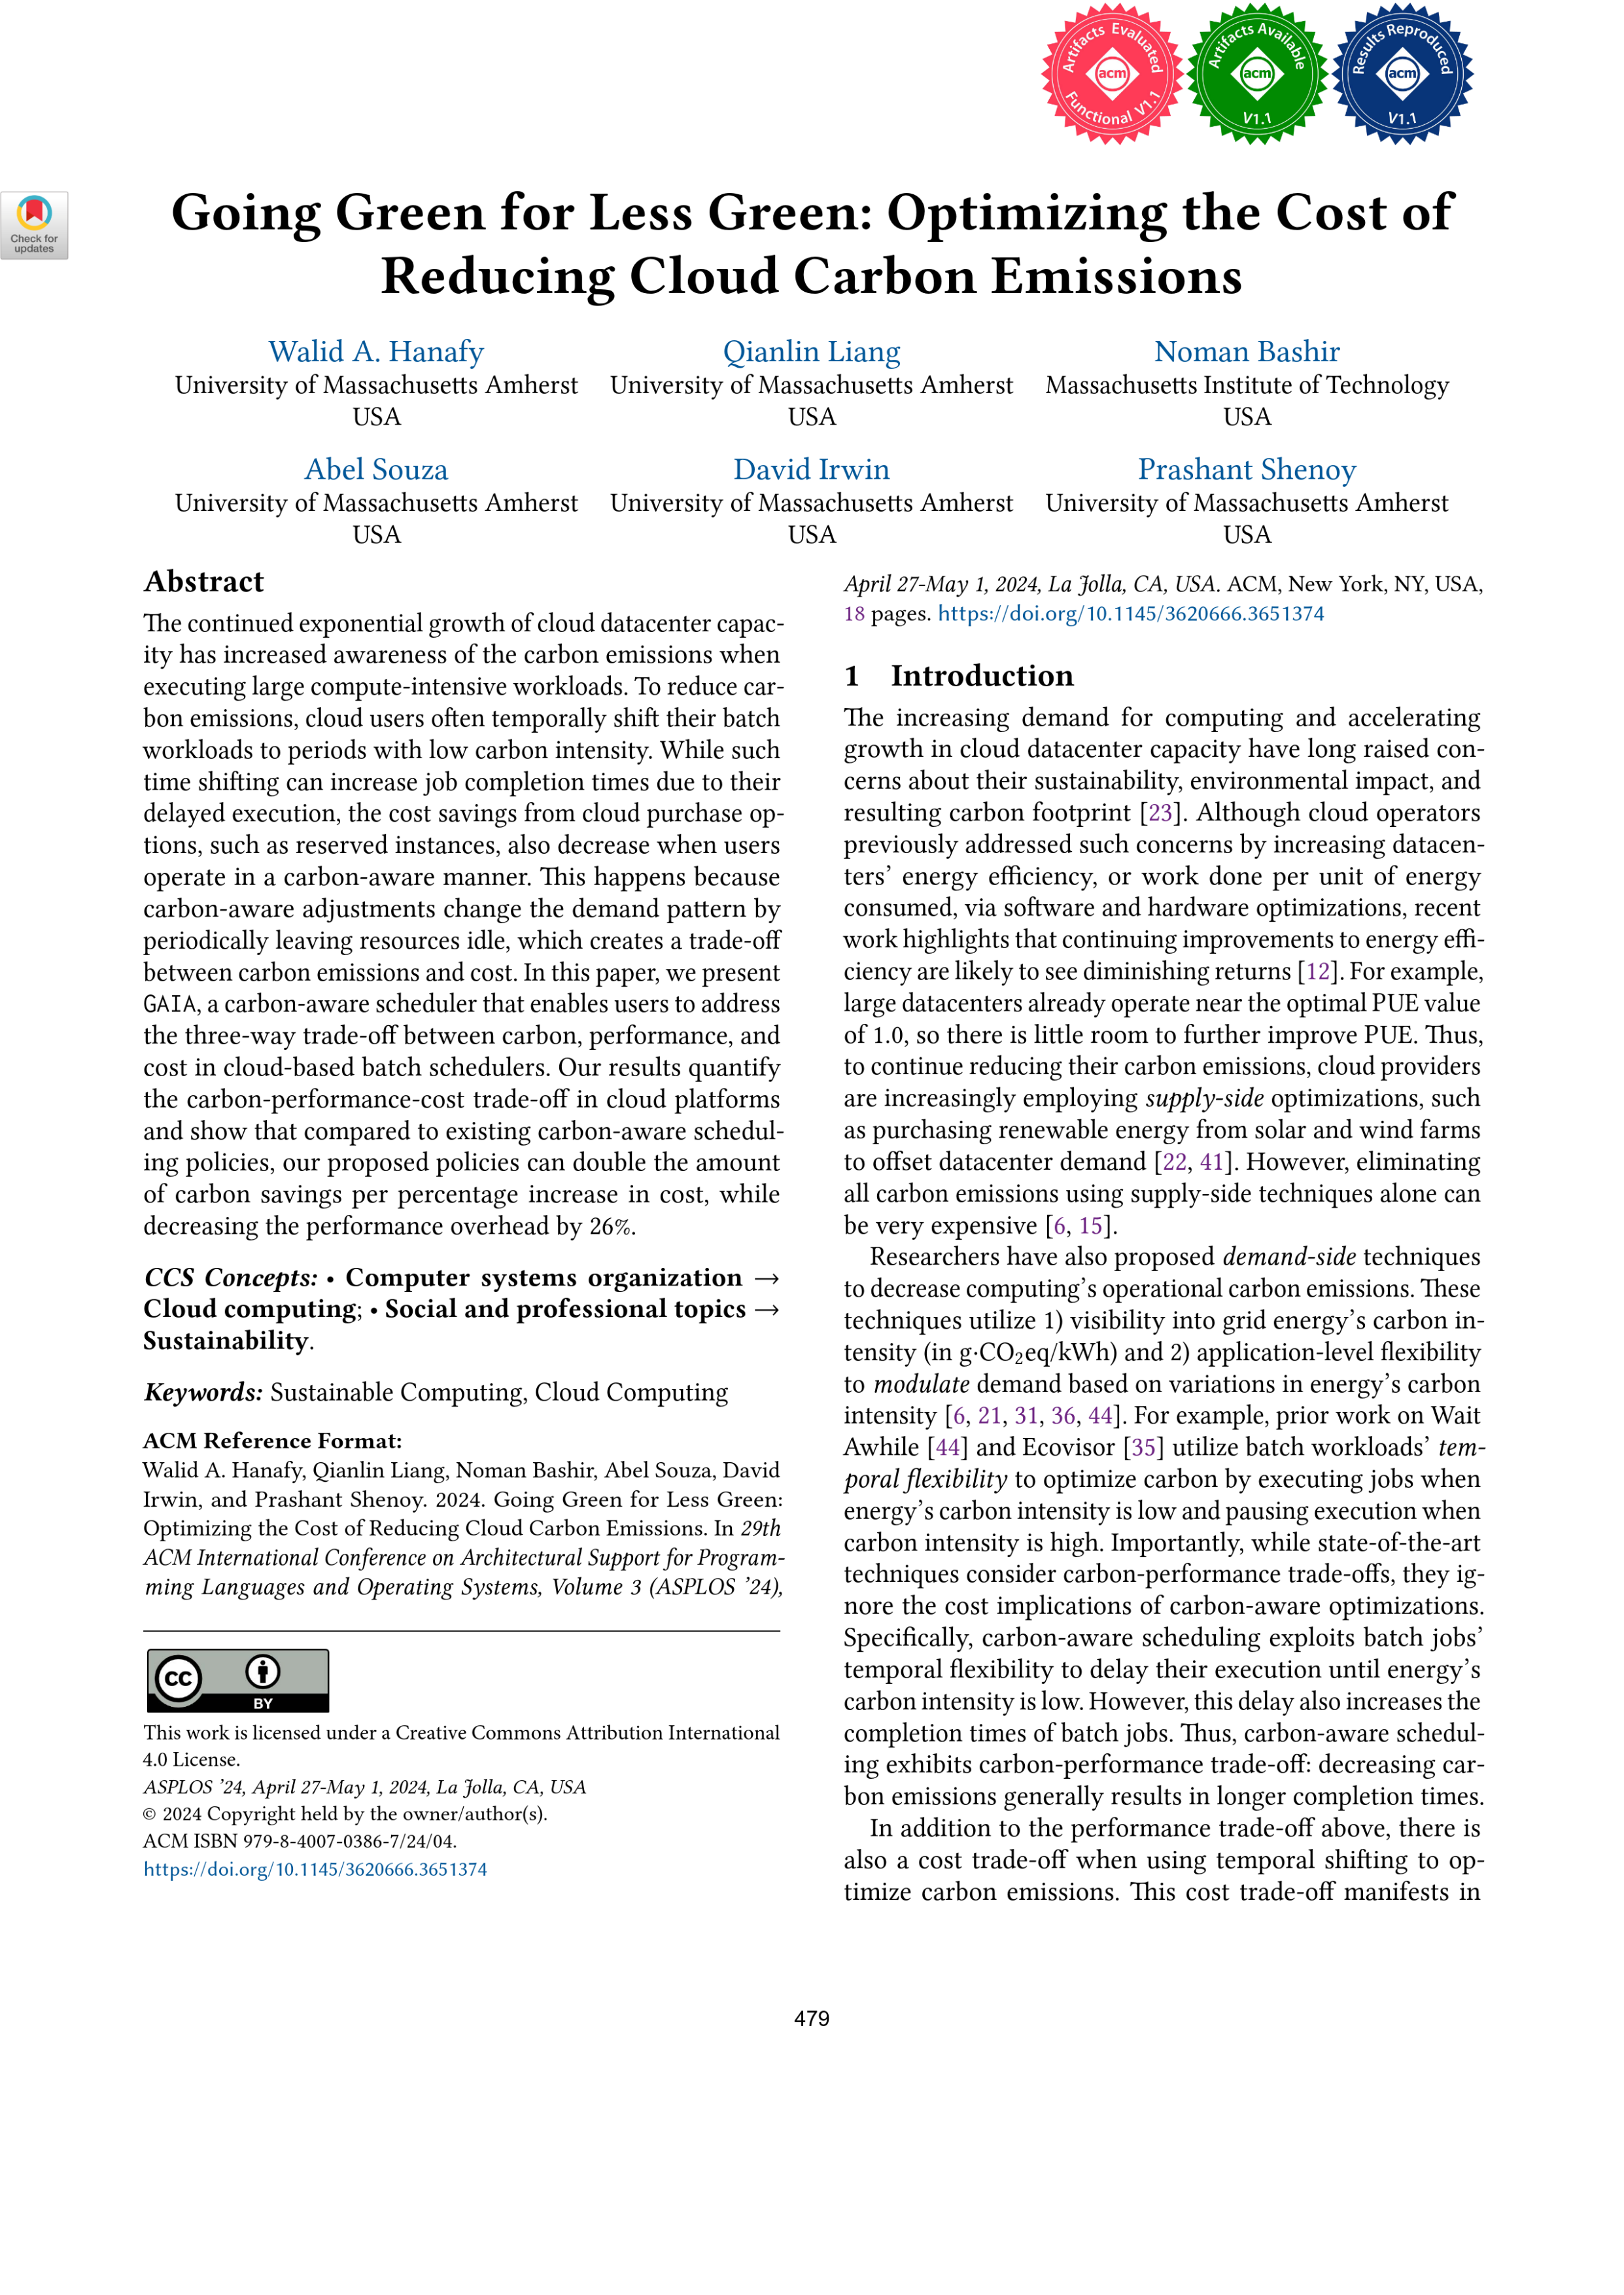 Artifacts Evaluated
acm
Functional V1.1
Artifacts Available
acm
V1.1
Results Reproduced
acm
V1.1
Check for
updates
Going Green for Less Green: Optimizing the Cost of
Reducing Cloud Carbon Emissions
Walid A. Hanafy
University of Massachusetts Amherst
USA
Qianlin Liang
University of Massachusetts Amherst
USA
Noman Bashir
Massachusetts Institute of Technology
USA
Abel Souza
University of Massachusetts Amherst
USA
David Irwin
University of Massachusetts Amherst
USA
Prashant Shenoy
University of Massachusetts Amherst
USA
Abstract
The continued exponential growth of cloud datacenter capac-
ity has increased awareness of the carbon emissions when
executing large compute-intensive workloads. To reduce car-
bon emissions, cloud users often temporally shift their batch
workloads to periods with low carbon intensity. While such
time shifting can increase job completion times due to their
delayed execution, the cost savings from cloud purchase op-
tions, such as reserved instances, also decrease when users
operate in a carbon-aware manner. This happens because
carbon-aware adjustments change the demand pattern by
periodically leaving resources idle, which creates a trade-off
between carbon emissions and cost. In this paper, we present
GAIA, a carbon-aware scheduler that enables users to address
the three-way trade-off between carbon, performance, and
cost in cloud-based batch schedulers. Our results quantify
the carbon-performance-cost trade-off in cloud platforms
and show that compared to existing carbon-aware schedul-
ing policies, our proposed policies can double the amount
of carbon savings per percentage increase in cost, while
decreasing the performance overhead by 26%.
CCS Concepts: • Computer systems organization →
Cloud computing; • Social and professional topics →
Sustainability.
Keywords: Sustainable Computing, Cloud Computing
ACM Reference Format:
Walid A. Hanafy, Qianlin Liang, Noman Bashir, Abel Souza, David
Irwin, and Prashant Shenoy. 2024. Going Green for Less Green:
Optimizing the Cost of Reducing Cloud Carbon Emissions. In 29th
ACM International Conference on Architectural Support for Program-
ming Languages and Operating Systems, Volume 3 (ASPLOS ’24),
cc
BY
This work is licensed under a Creative Commons Attribution International
4.0 License.
ASPLOS ’24, April 27-May 1, 2024, La Jolla, CA, USA
© 2024 Copyright held by the owner/author(s).
ACM ISBN 979-8-4007-0386-7/24/04.
https://doi.org/10.1145/3620666.3651374
April 27-May 1, 2024, La Jolla, CA, USA. ACM, New York, NY, USA,
18 pages. https://doi.org/10.1145/3620666.3651374
1 Introduction
The increasing demand for computing and accelerating
growth in cloud datacenter capacity have long raised con-
cerns about their sustainability, environmental impact, and
resulting carbon footprint [23]. Although cloud operators
previously addressed such concerns by increasing datacen-
ters’ energy efficiency, or work done per unit of energy
consumed, via software and hardware optimizations, recent
work highlights that continuing improvements to energy effi-
ciency are likely to see diminishing returns [12]. For example,
large datacenters already operate near the optimal PUE value
of 1.0, so there is little room to further improve PUE. Thus,
to continue reducing their carbon emissions, cloud providers
are increasingly employing supply-side optimizations, such
as purchasing renewable energy from solar and wind farms
to offset datacenter demand [22, 41]. However, eliminating
all carbon emissions using supply-side techniques alone can
be very expensive [6, 15].
Researchers have also proposed demand-side techniques
to decrease computing’s operational carbon emissions. These
techniques utilize 1) visibility into grid energy’s carbon in-
tensity (in g·CO₂eq/kWh) and 2) application-level flexibility
to modulate demand based on variations in energy’s carbon
intensity [6, 21, 31, 36, 44]. For example, prior work on Wait
Awhile [44] and Ecovisor [35] utilize batch workloads’ tem-
poral flexibility to optimize carbon by executing jobs when
energy’s carbon intensity is low and pausing execution when
carbon intensity is high. Importantly, while state-of-the-art
techniques consider carbon-performance trade-offs, they ig-
nore the cost implications of carbon-aware optimizations.
Specifically, carbon-aware scheduling exploits batch jobs’
temporal flexibility to delay their execution until energy’s
carbon intensity is low. However, this delay also increases the
completion times of batch jobs. Thus, carbon-aware schedul-
ing exhibits carbon-performance trade-off: decreasing car-
bon emissions generally results in longer completion times.
In addition to the performance trade-off above, there is
also a cost trade-off when using temporal shifting to op-
timize carbon emissions. This cost trade-off manifests in
479